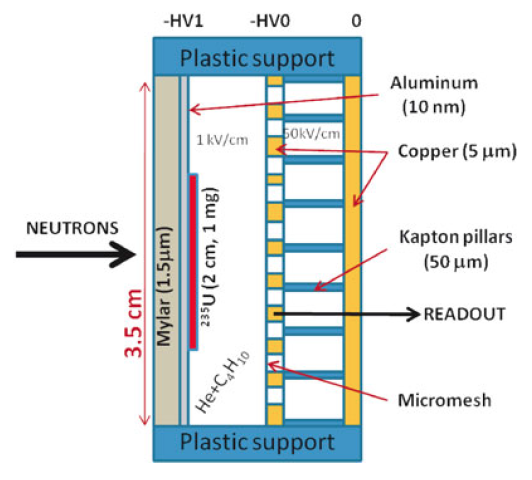 -HV1
-HV0
0
Plastic support
Aluminum
(10 nm)
1 kV/cm
50kV/cm
Copper (5 μm)
NEUTRONS
3.5 cm
Mylar (1.5μm)
²³⁵U (2 cm, 1 mg)
Kapton pillars
(50 μm)
READOUT
He+C₄H₁₀
Micromesh
Plastic support